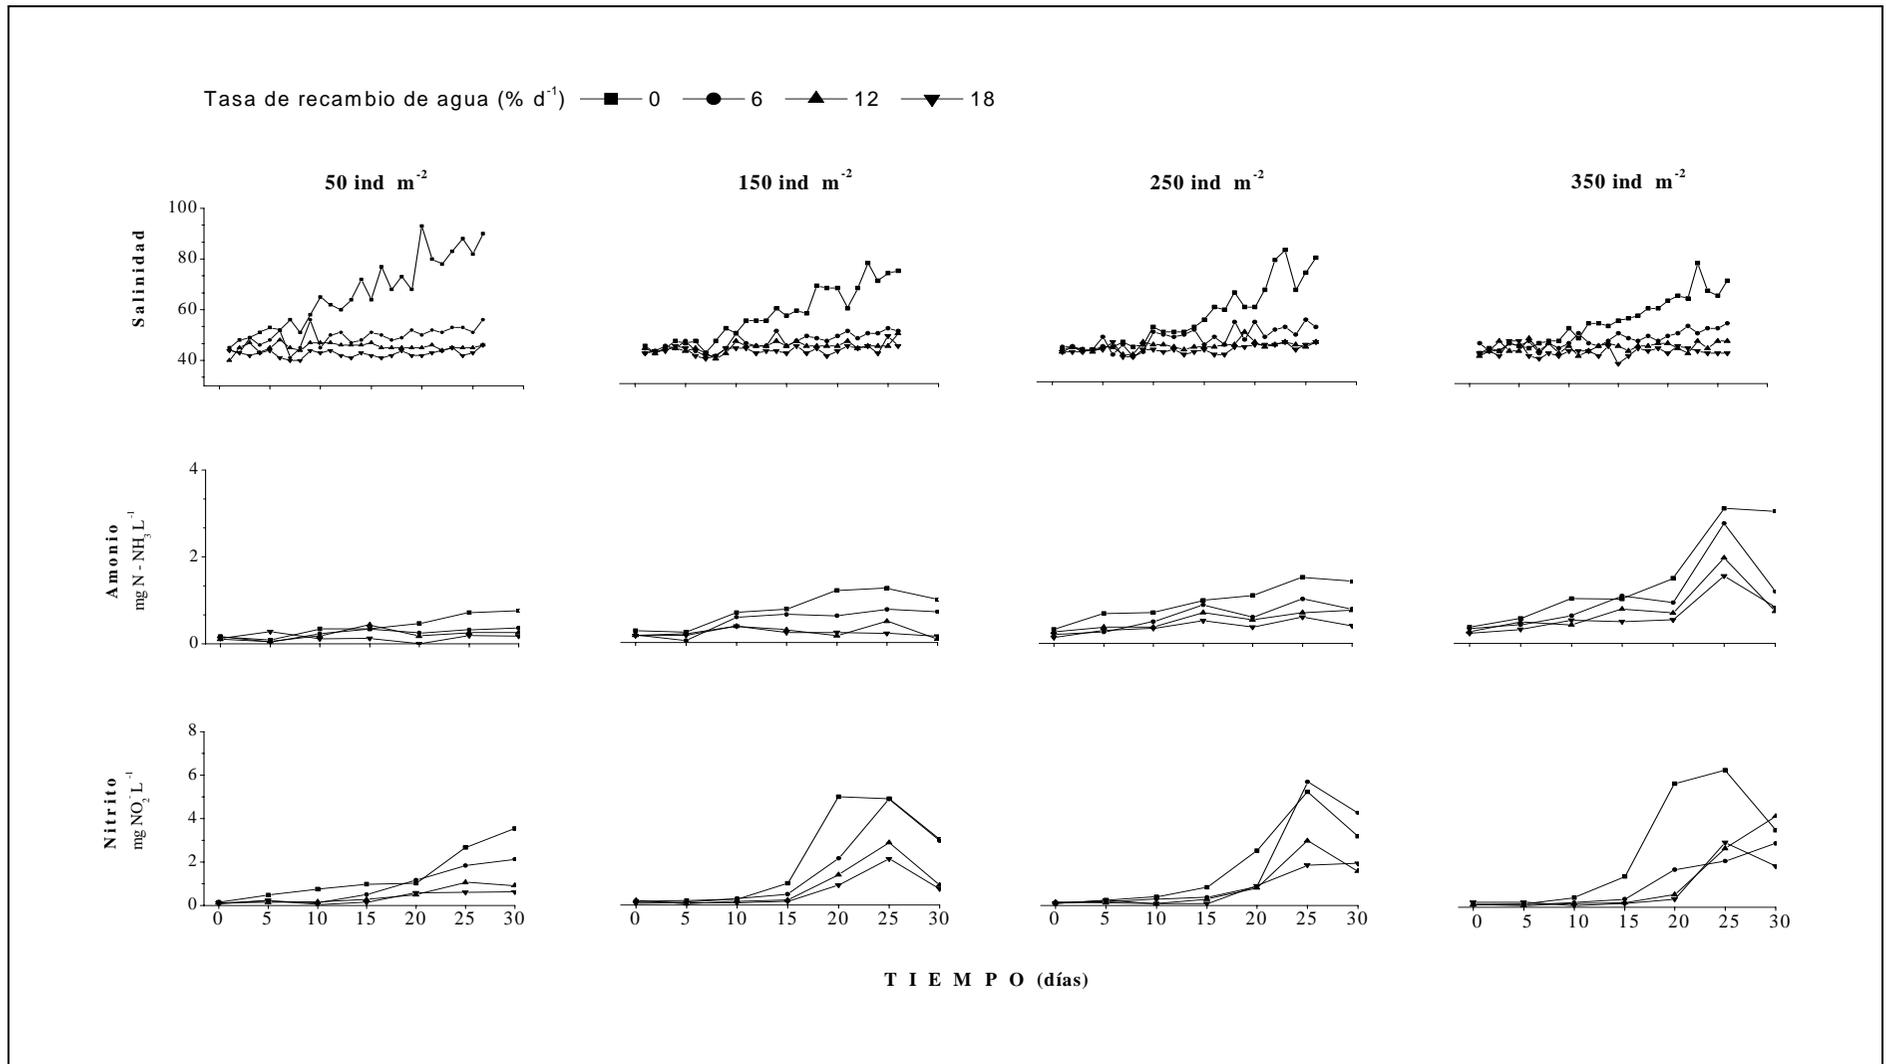 Tasa de recambio de agua (% d-1) 0 6 12 18
50 ind m-2 150 ind m-2 250 ind m-2 350 ind m-2
Salinidad
100
80
60
40
Amonio
mg N - NH3 L-1
4
2
0
Nitrito
mg NO2- L-1
8
6
4
2
0
0 5 10 15 20 25 30 0 5 10 15 20 25 30 0 5 10 15 20 25 30 0 5 10 15 20 25 30
T I E M P O (días)